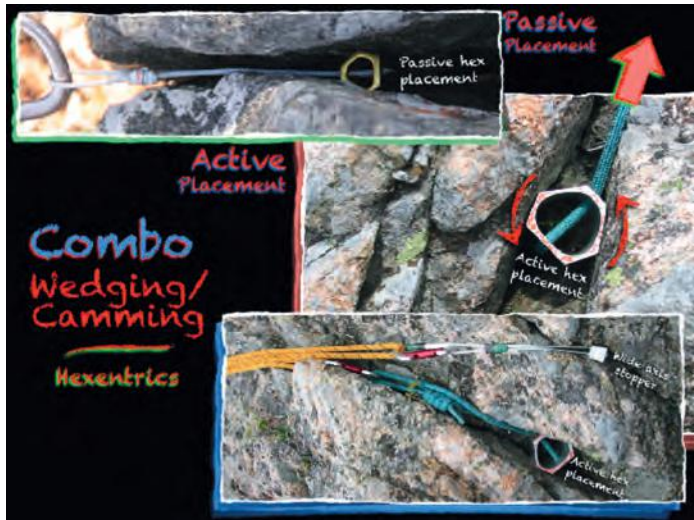 Passive
Placement
Passive hex
placement
Active
Placement
Active hex
placement
Combo
Wedging/
Camming
Hexentrics
Wide axis
stopper
Active hex
placement